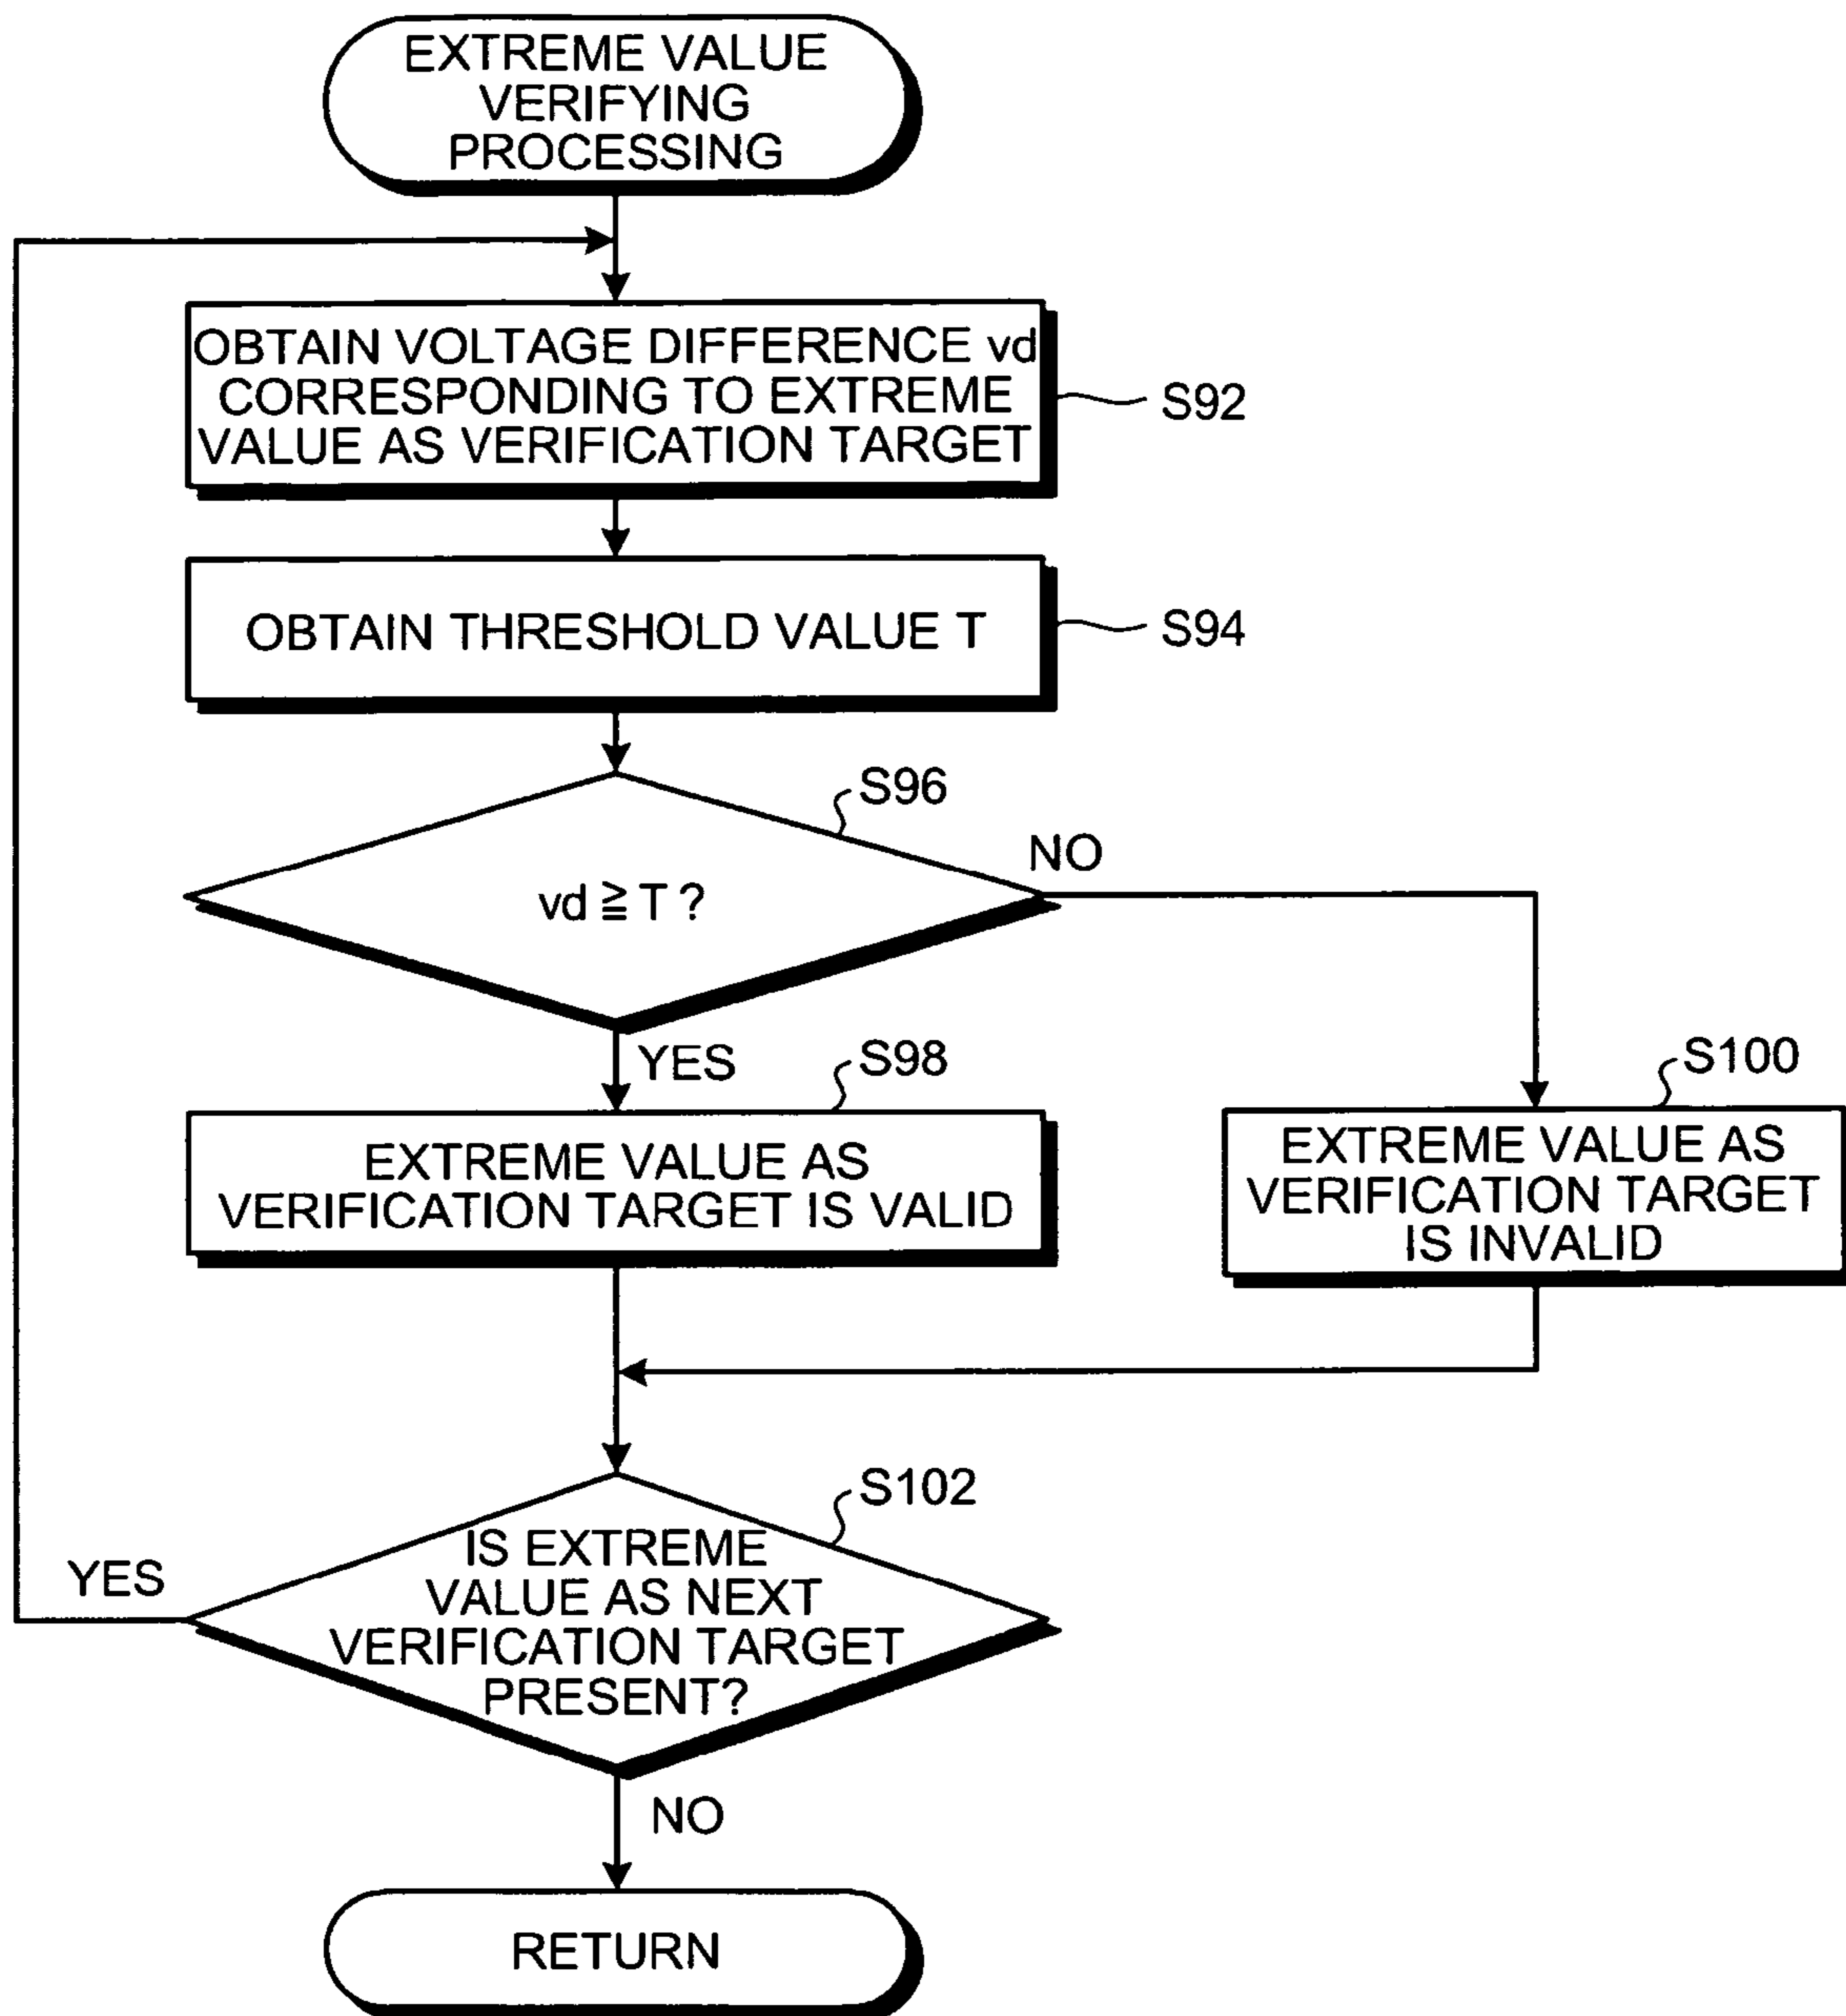 EXTREME VALUE
VERIFYING
PROCESSING
OBTAIN VOLTAGE DIFFERENCE vd
CORRESPONDING TO EXTREME
VALUE AS VERIFICATION TARGET
S92
OBTAIN THRESHOLD VALUE T
S94
S96
NO
vd ≧ T ?
YES
S98
S100
EXTREME VALUE AS
VERIFICATION TARGET IS VALID
EXTREME VALUE AS
VERIFICATION TARGET
IS INVALID
S102
YES
IS EXTREME
VALUE AS NEXT
VERIFICATION TARGET
PRESENT?
NO
RETURN